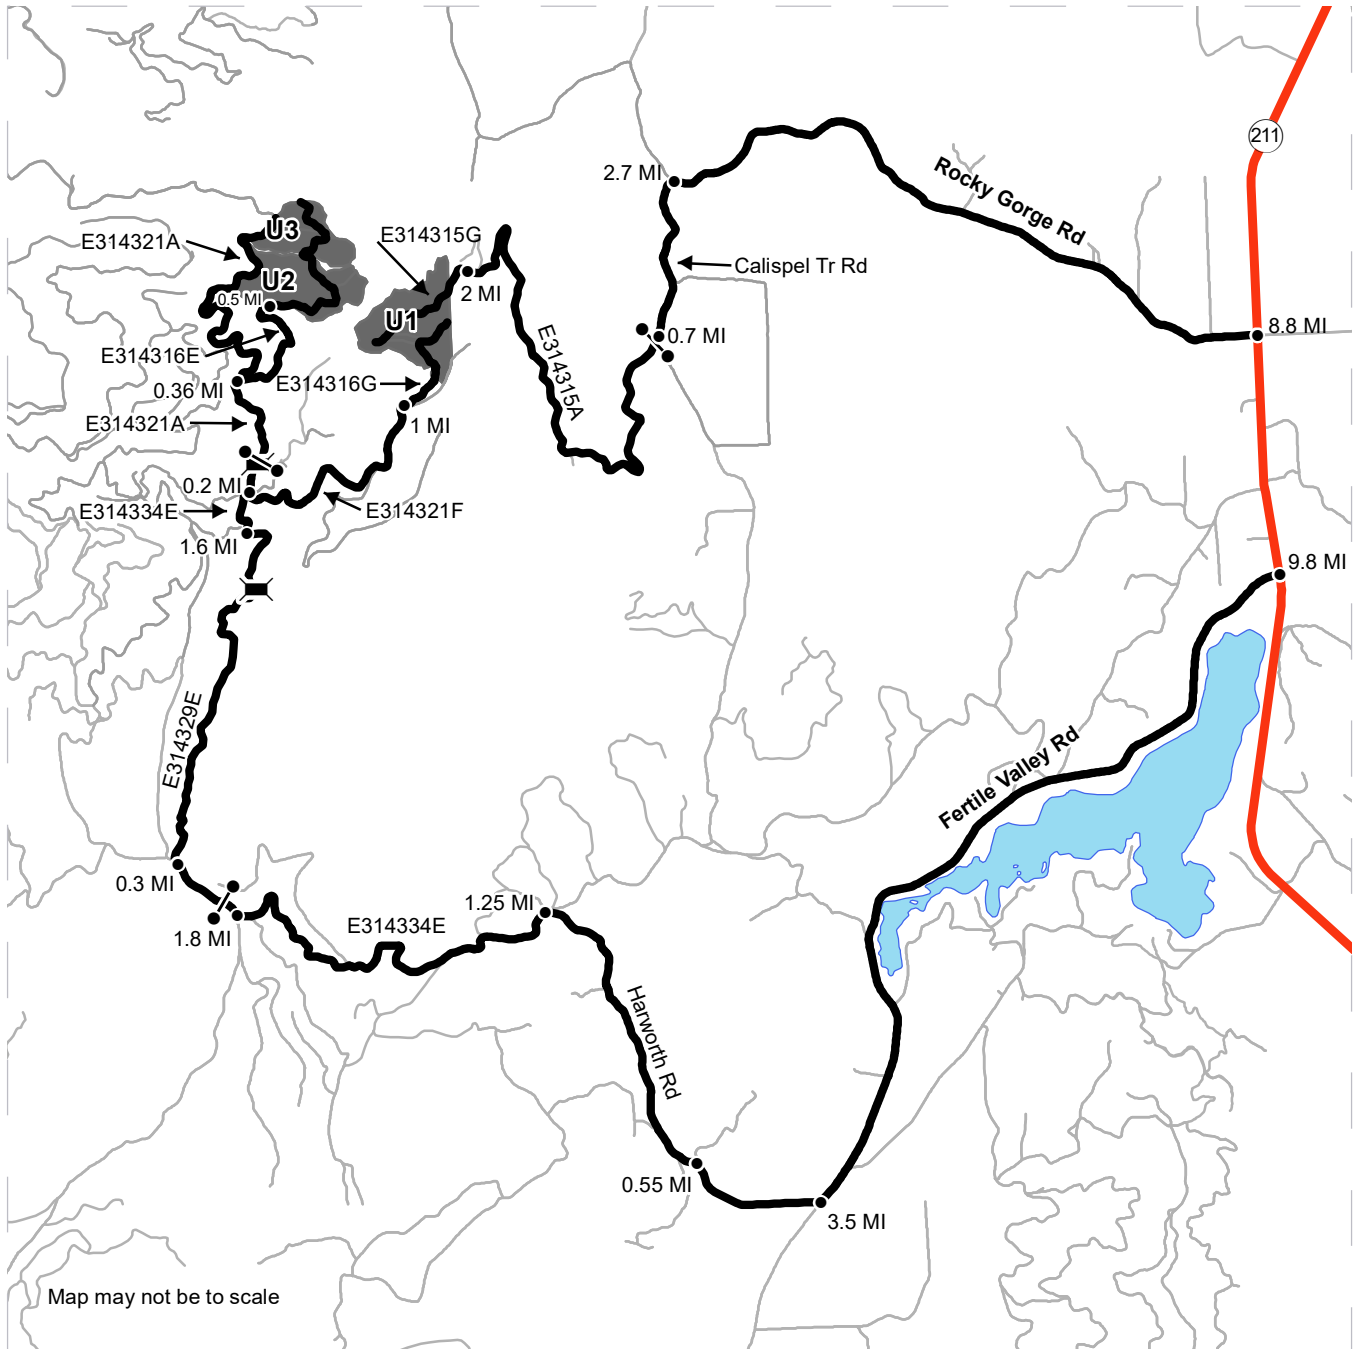 211
2.7 MI
Rocky Gorge Rd
U3
E314315G
E314321A
Calispel Tr Rd
U2
2 MI
0.5 MI
U1
8.8 MI
0.7 MI
E314316E
E314315A
E314316G
0.36 MI
E314321A
1 MI
0.2 MI
E314334E
E314321F
1.6 MI
9.8 MI
E314329E
Fertile Valley Rd
0.3 MI
1.25 MI
E314334E
1.8 MI
Harworth Rd
0.55 MI
3.5 MI
Map may not be to scale